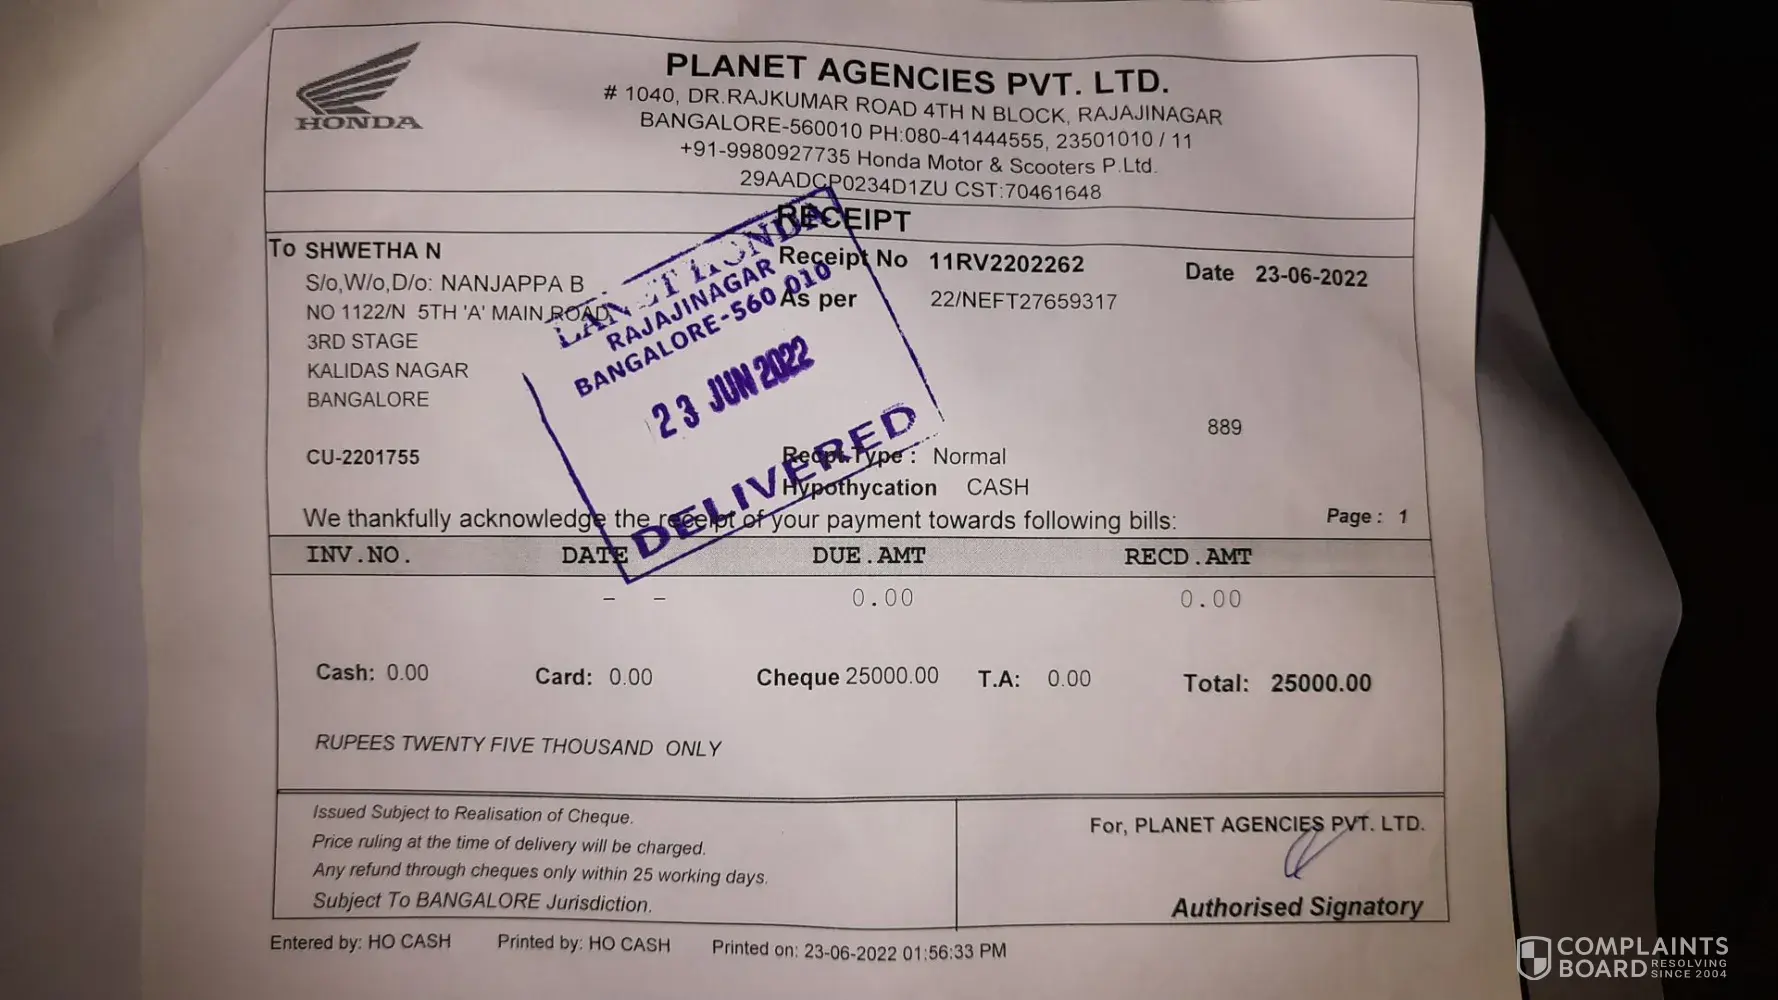 HONDA
PLANET AGENCIES PVT. LTD.
# 1040, DR.RAJKUMAR ROAD 4TH N BLOCK, RAJAJINAGAR
BANGALORE-560010 PH:080-41444555, 23501010 / 11
+91-9980927735 Honda Motor & Scooters P.Ltd.
29AADCP0234D1ZU CST:70461648
RECEIPT
To SHWETHA N
S/o,W/o,D/o: NANJAPPA B
NO 1122/N 5TH 'A' MAIN ROAD,
3RD STAGE
KALIDAS NAGAR
BANGALORE
CU-2201755
Receipt No 11RV2202262
Date 23-06-2022
As per 22/NEFT27659317
889
Recpt.Type : Normal
Hypothycation CASH
LANET HONDA
RAJAJINAGAR
BANGALORE-560 010
23 JUN 2022
DELIVERED
We thankfully acknowledge the receipt of your payment towards following bills:
Page : 1
INV.NO. DATE DUE.AMT RECD.AMT
- - 0.00 0.00
Cash: 0.00 Card: 0.00 Cheque 25000.00 T.A: 0.00 Total: 25000.00
RUPEES TWENTY FIVE THOUSAND ONLY
Issued Subject to Realisation of Cheque.
Price ruling at the time of delivery will be charged.
Any refund through cheques only within 25 working days.
Subject To BANGALORE Jurisdiction.
For, PLANET AGENCIES PVT. LTD.
Authorised Signatory
Entered by: HO CASH Printed by: HO CASH Printed on: 23-06-2022 01:56:33 PM
COMPLAINTS
BOARD RESOLVING
SINCE 2004